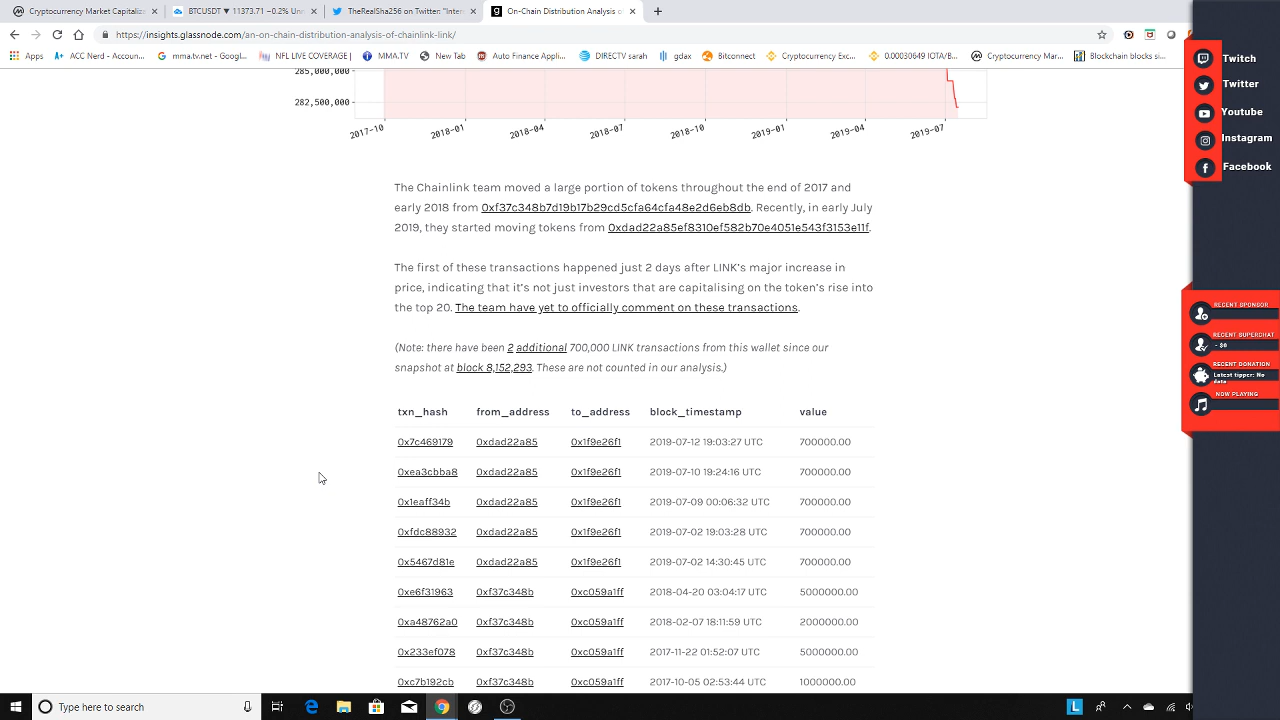 Cryptocurrency Market Capitaliz
BTCUSDT ▼ 11373.71 −0.2% Un
TheRealSha256 on Twitter: "Inter
On-Chain Distribution Analysis of
https://insights.glassnode.com/an-on-chain-distribution-analysis-of-chainlink-link/
Apps
ACC Nerd - Accoun...
mma.tv.net - Googl...
NFL LIVE COVERAGE |
MMA.TV
New Tab
Auto Finance Applic...
DIRECTV sarah
gdax
Bitconnect
Cryptocurrency Exc...
0.00030649 IOTA/B...
Cryptocurrency Mar...
Blockchain blocks si...
285,000,000
282,500,000
2017-10
2018-01
2018-04
2018-07
2018-10
2019-01
2019-04
2019-07
The Chainlink team moved a large portion of tokens throughout the end of 2017 and
early 2018 from 0xf37c348b7d19b17b29cd5cfa64cfa48e2d6eb8db. Recently, in early July
2019, they started moving tokens from 0xdad22a85ef8310ef582b70e4051e543f3153e11f.
The first of these transactions happened just 2 days after LINK's major increase in
price, indicating that it's not just investors that are capitalising on the token's rise into
the top 20. The team have yet to officially comment on these transactions.
(Note: there have been 2 additional 700,000 LINK transactions from this wallet since our
snapshot at block 8,152,293. These are not counted in our analysis.)
txn_hash from_address to_address block_timestamp value
0x7c469179 0xdad22a85 0x1f9e26f1 2019-07-12 19:03:27 UTC 700000.00
0xea3cbba8 0xdad22a85 0x1f9e26f1 2019-07-10 19:24:16 UTC 700000.00
0x1eaff34b 0xdad22a85 0x1f9e26f1 2019-07-09 00:06:32 UTC 700000.00
0xfdc88932 0xdad22a85 0x1f9e26f1 2019-07-02 19:03:28 UTC 700000.00
0x5467d81e 0xdad22a85 0x1f9e26f1 2019-07-02 14:30:45 UTC 700000.00
0xe6f31963 0xf37c348b 0xc059a1ff 2018-04-20 03:04:17 UTC 5000000.00
0xa48762a0 0xf37c348b 0xc059a1ff 2018-02-07 18:11:59 UTC 2000000.00
0x233ef078 0xf37c348b 0xc059a1ff 2017-11-22 01:52:07 UTC 5000000.00
0xc7b192cb 0xf37c348b 0xc059a1ff 2017-10-05 02:53:44 UTC 1000000.00
Twitch
Twitter
Youtube
Instagram
Facebook
RECENT SPONSOR
RECENT SUPERCHAT
- $0
RECENT DONATION
Latest tipper: No
data
NOW PLAYING
Type here to search
L